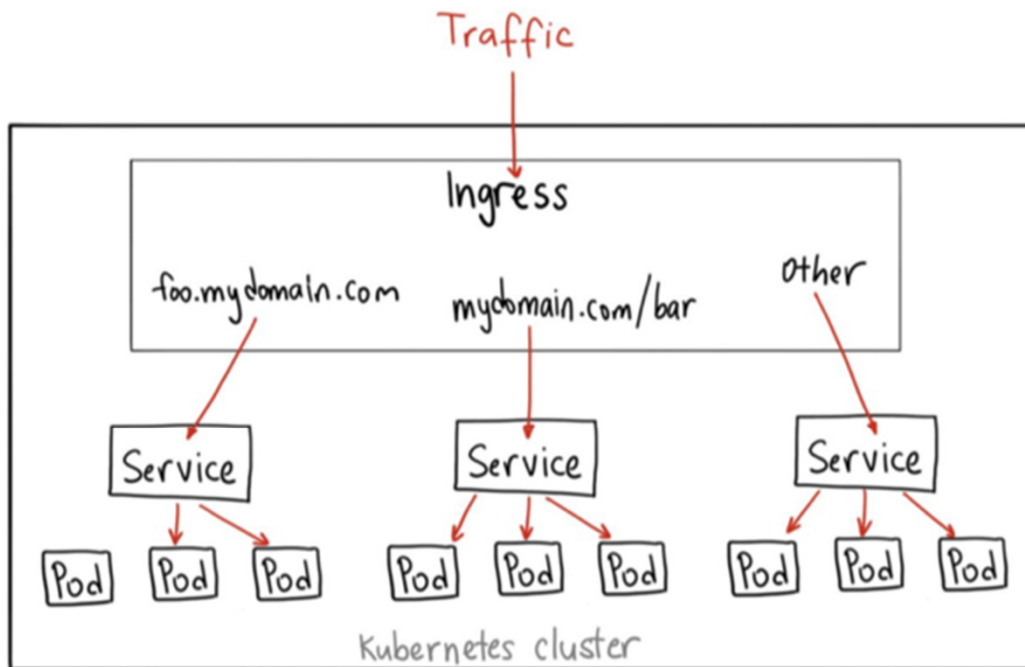 Traffic
Ingress
foo.mydomain.com
mydomain.com/bar
other
Service
Service
Service
Pod
Pod
Pod
Pod
Pod
Pod
Pod
Pod
Pod
Kubernetes cluster